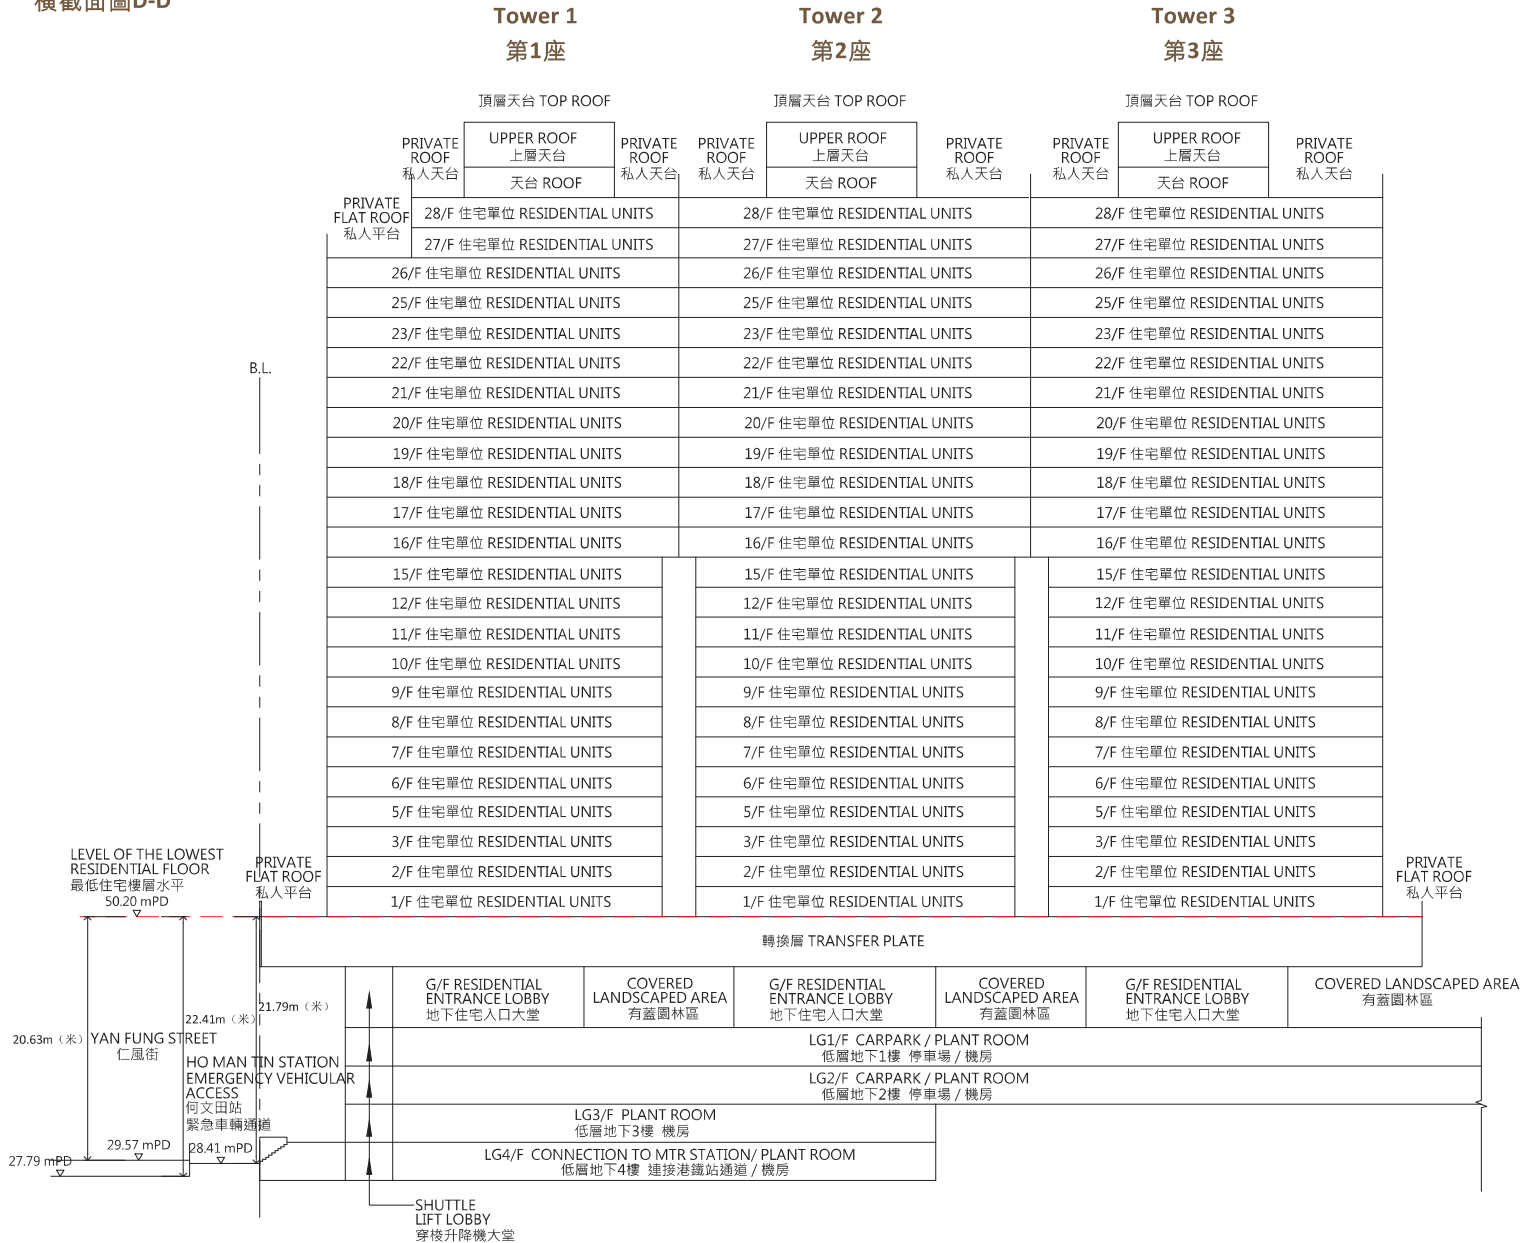 橫截面圖D-D
Tower 1 Tower 2 Tower 3
第1座 第2座 第3座
頂層天台 TOP ROOF 頂層天台 TOP ROOF 頂層天台 TOP ROOF
PRIVATE
ROOF
私人天台
UPPER ROOF
上層天台
天台 ROOF
PRIVATE
ROOF
私人天台
PRIVATE
ROOF
私人天台
UPPER ROOF
上層天台
天台 ROOF
PRIVATE
ROOF
私人天台
PRIVATE
ROOF
私人天台
UPPER ROOF
上層天台
天台 ROOF
PRIVATE
ROOF
私人天台
PRIVATE
FLAT ROOF
私人平台
28/F 住宅單位 RESIDENTIAL UNITS 28/F 住宅單位 RESIDENTIAL UNITS 28/F 住宅單位 RESIDENTIAL UNITS
27/F 住宅單位 RESIDENTIAL UNITS 27/F 住宅單位 RESIDENTIAL UNITS 27/F 住宅單位 RESIDENTIAL UNITS
26/F 住宅單位 RESIDENTIAL UNITS 26/F 住宅單位 RESIDENTIAL UNITS 26/F 住宅單位 RESIDENTIAL UNITS
25/F 住宅單位 RESIDENTIAL UNITS 25/F 住宅單位 RESIDENTIAL UNITS 25/F 住宅單位 RESIDENTIAL UNITS
23/F 住宅單位 RESIDENTIAL UNITS 23/F 住宅單位 RESIDENTIAL UNITS 23/F 住宅單位 RESIDENTIAL UNITS
22/F 住宅單位 RESIDENTIAL UNITS 22/F 住宅單位 RESIDENTIAL UNITS 22/F 住宅單位 RESIDENTIAL UNITS
B.L.
21/F 住宅單位 RESIDENTIAL UNITS 21/F 住宅單位 RESIDENTIAL UNITS 21/F 住宅單位 RESIDENTIAL UNITS
20/F 住宅單位 RESIDENTIAL UNITS 20/F 住宅單位 RESIDENTIAL UNITS 20/F 住宅單位 RESIDENTIAL UNITS
19/F 住宅單位 RESIDENTIAL UNITS 19/F 住宅單位 RESIDENTIAL UNITS 19/F 住宅單位 RESIDENTIAL UNITS
18/F 住宅單位 RESIDENTIAL UNITS 18/F 住宅單位 RESIDENTIAL UNITS 18/F 住宅單位 RESIDENTIAL UNITS
17/F 住宅單位 RESIDENTIAL UNITS 17/F 住宅單位 RESIDENTIAL UNITS 17/F 住宅單位 RESIDENTIAL UNITS
16/F 住宅單位 RESIDENTIAL UNITS 16/F 住宅單位 RESIDENTIAL UNITS 16/F 住宅單位 RESIDENTIAL UNITS
15/F 住宅單位 RESIDENTIAL UNITS 15/F 住宅單位 RESIDENTIAL UNITS 15/F 住宅單位 RESIDENTIAL UNITS
12/F 住宅單位 RESIDENTIAL UNITS 12/F 住宅單位 RESIDENTIAL UNITS 12/F 住宅單位 RESIDENTIAL UNITS
11/F 住宅單位 RESIDENTIAL UNITS 11/F 住宅單位 RESIDENTIAL UNITS 11/F 住宅單位 RESIDENTIAL UNITS
10/F 住宅單位 RESIDENTIAL UNITS 10/F 住宅單位 RESIDENTIAL UNITS 10/F 住宅單位 RESIDENTIAL UNITS
9/F 住宅單位 RESIDENTIAL UNITS 9/F 住宅單位 RESIDENTIAL UNITS 9/F 住宅單位 RESIDENTIAL UNITS
8/F 住宅單位 RESIDENTIAL UNITS 8/F 住宅單位 RESIDENTIAL UNITS 8/F 住宅單位 RESIDENTIAL UNITS
7/F 住宅單位 RESIDENTIAL UNITS 7/F 住宅單位 RESIDENTIAL UNITS 7/F 住宅單位 RESIDENTIAL UNITS
6/F 住宅單位 RESIDENTIAL UNITS 6/F 住宅單位 RESIDENTIAL UNITS 6/F 住宅單位 RESIDENTIAL UNITS
5/F 住宅單位 RESIDENTIAL UNITS 5/F 住宅單位 RESIDENTIAL UNITS 5/F 住宅單位 RESIDENTIAL UNITS
3/F 住宅單位 RESIDENTIAL UNITS 3/F 住宅單位 RESIDENTIAL UNITS 3/F 住宅單位 RESIDENTIAL UNITS
2/F 住宅單位 RESIDENTIAL UNITS 2/F 住宅單位 RESIDENTIAL UNITS 2/F 住宅單位 RESIDENTIAL UNITS
1/F 住宅單位 RESIDENTIAL UNITS 1/F 住宅單位 RESIDENTIAL UNITS 1/F 住宅單位 RESIDENTIAL UNITS
LEVEL OF THE LOWEST
RESIDENTIAL FLOOR
最低住宅樓層水平
50.20 mPD
PRIVATE
FLAT ROOF
私人平台
PRIVATE
FLAT ROOF
私人平台
轉換層 TRANSFER PLATE
G/F RESIDENTIAL
ENTRANCE LOBBY
地下住宅入口大堂
COVERED
LANDSCAPED AREA
有蓋園林區
G/F RESIDENTIAL
ENTRANCE LOBBY
地下住宅入口大堂
COVERED
LANDSCAPED AREA
有蓋園林區
G/F RESIDENTIAL
ENTRANCE LOBBY
地下住宅入口大堂
COVERED LANDSCAPED AREA
有蓋園林區
21.79m（米）
22.41m（米）
20.63m（米）
YAN FUNG STREET
仁風街
HO MAN TIN STATION
EMERGENCY VEHICULAR
ACCESS
何文田站
緊急車輛通道
LG1/F CARPARK / PLANT ROOM
低層地下1樓 停車場 / 機房
LG2/F CARPARK / PLANT ROOM
低層地下2樓 停車場 / 機房
LG3/F PLANT ROOM
低層地下3樓 機房
LG4/F CONNECTION TO MTR STATION/ PLANT ROOM
低層地下4樓 連接港鐵站通道 / 機房
29.57 mPD
28.41 mPD
27.79 mPD
SHUTTLE
LIFT LOBBY
穿梭升降機大堂